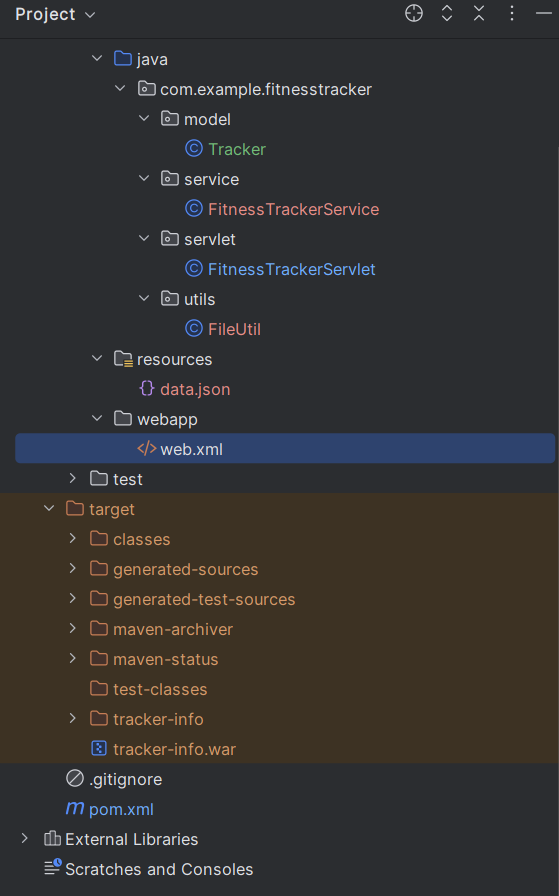 Project
java
com.example.fitnesstracker
model
Tracker
service
FitnessTrackerService
servlet
FitnessTrackerServlet
utils
FileUtil
resources
data.json
webapp
web.xml
test
target
classes
generated-sources
generated-test-sources
maven-archiver
maven-status
test-classes
tracker-info
tracker-info.war
.gitignore
pom.xml
External Libraries
Scratches and Consoles